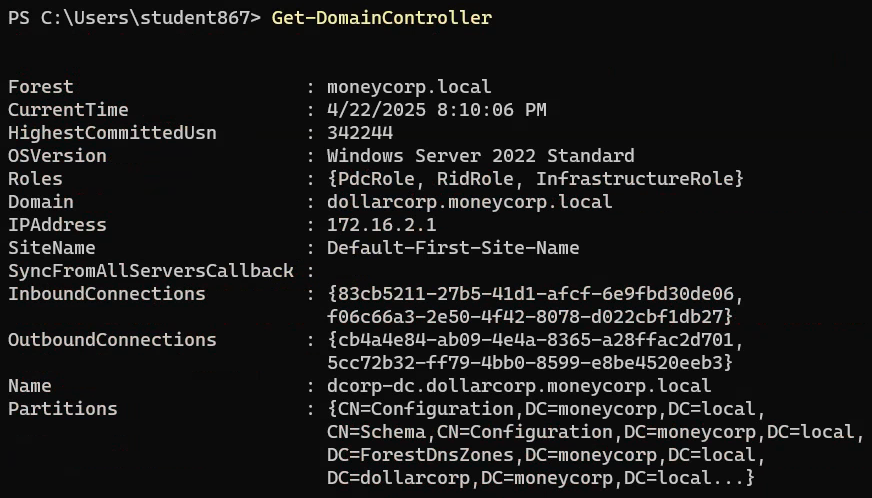 PS C:\Users\student867> Get-DomainController
Forest : moneycorp.local
CurrentTime : 4/22/2025 8:10:06 PM
HighestCommittedUsn : 342244
OSVersion : Windows Server 2022 Standard
Roles : {PdcRole, RidRole, InfrastructureRole}
Domain : dollarcorp.moneycorp.local
IPAddress : 172.16.2.1
SiteName : Default-First-Site-Name
SyncFromAllServersCallback :
InboundConnections : {83cb5211-27b5-41d1-afcf-6e9fbd30de06,
f06c66a3-2e50-4f42-8078-d022cbf1db27}
OutboundConnections : {cb4a4e84-ab09-4e4a-8365-a28ffac2d701,
5cc72b32-ff79-4bb0-8599-e8be4520eeb3}
Name : dcorp-dc.dollarcorp.moneycorp.local
Partitions : {CN=Configuration,DC=moneycorp,DC=local,
CN=Schema,CN=Configuration,DC=moneycorp,DC=local,
DC=ForestDnsZones,DC=moneycorp,DC=local,
DC=dollarcorp,DC=moneycorp,DC=local...}